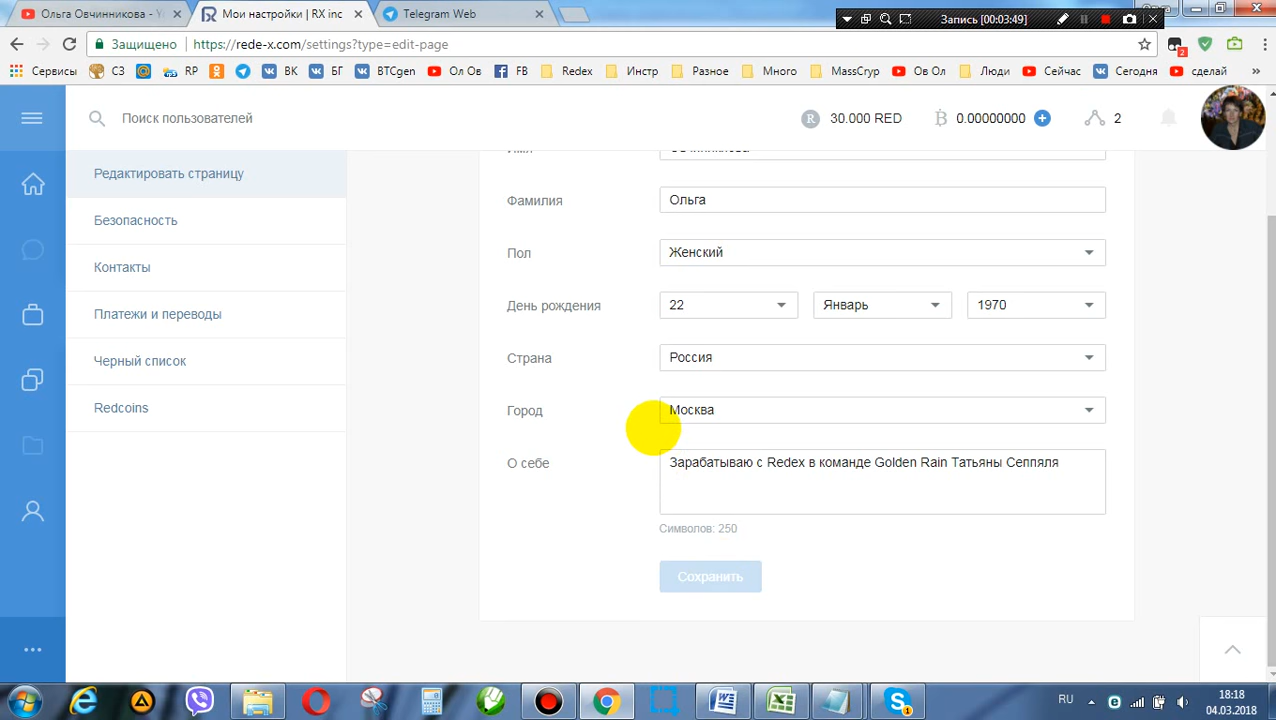 Ольга Овчинникова - Y
Мои настройки | RX inc
Telegram Web
Запись [00:03:49]
Защищено
https://rede-x.com/settings?type=edit-page
2
Сервисы
СЗ
RP
ВК
БГ
BTCgen
Ол Ов
FB
Redex
Инстр
Разное
Много
MassCryp
Ов Ол
Люди
Сейчас
Сегодня
сделай
»
Поиск пользователей
30.000 RED
0.00000000
2
Редактировать страницу
Безопасность
Контакты
Платежи и переводы
Черный список
Redcoins
Фамилия
Ольга
Пол
Женский
День рождения
22
Январь
1970
Страна
Россия
Город
Москва
О себе
Зарабатываю с Redex в команде Golden Rain Татьяны Сеппяля
Символов: 250
Сохранить
RU
18:18
04.03.2018